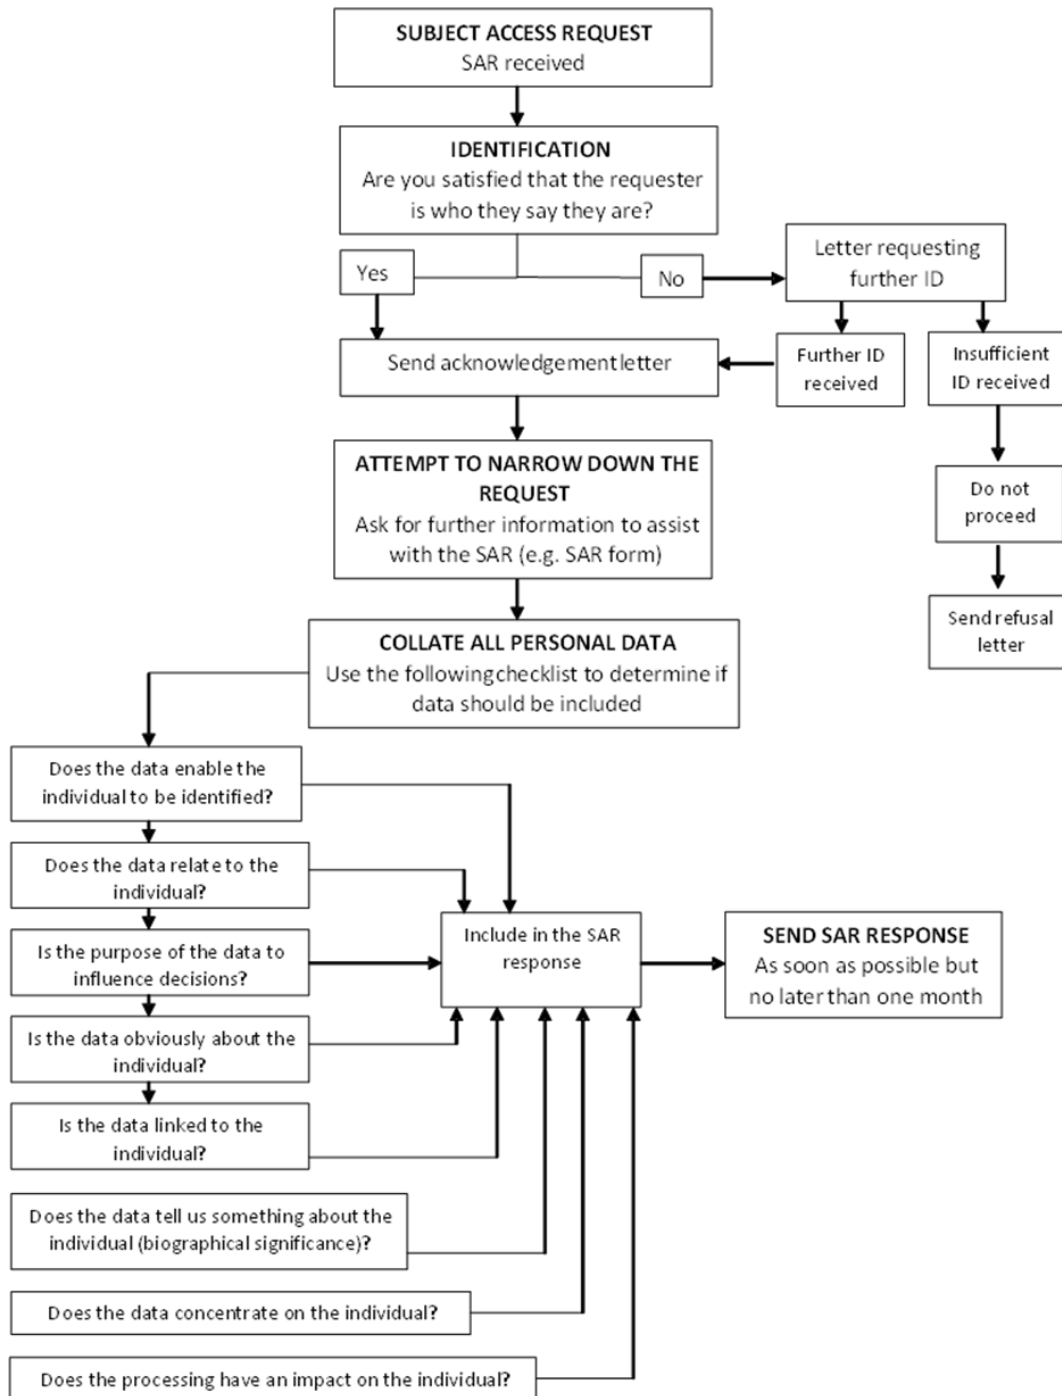 SUBJECT ACCESS REQUEST
SAR received
IDENTIFICATION
Are you satisfied that the requester
is who they say they are?
Yes
No
Letter requesting
further ID
Send acknowledgement letter
Further ID
received
Insufficient
ID received
ATTEMPT TO NARROW DOWN THE
REQUEST
Ask for further information to assist
with the SAR (e.g. SAR form)
Do not
proceed
Send refusal
letter
COLLATE ALL PERSONAL DATA
Use the following checklist to determine if
data should be included
Does the data enable the
individual to be identified?
Does the data relate to the
individual?
Is the purpose of the data to
influence decisions?
Is the data obviously about the
individual?
Is the data linked to the
individual?
Does the data tell us something about the
individual (biographical significance)?
Does the data concentrate on the individual?
Does the processing have an impact on the individual?
Include in the SAR
response
SEND SAR RESPONSE
As soon as possible but
no later than one month